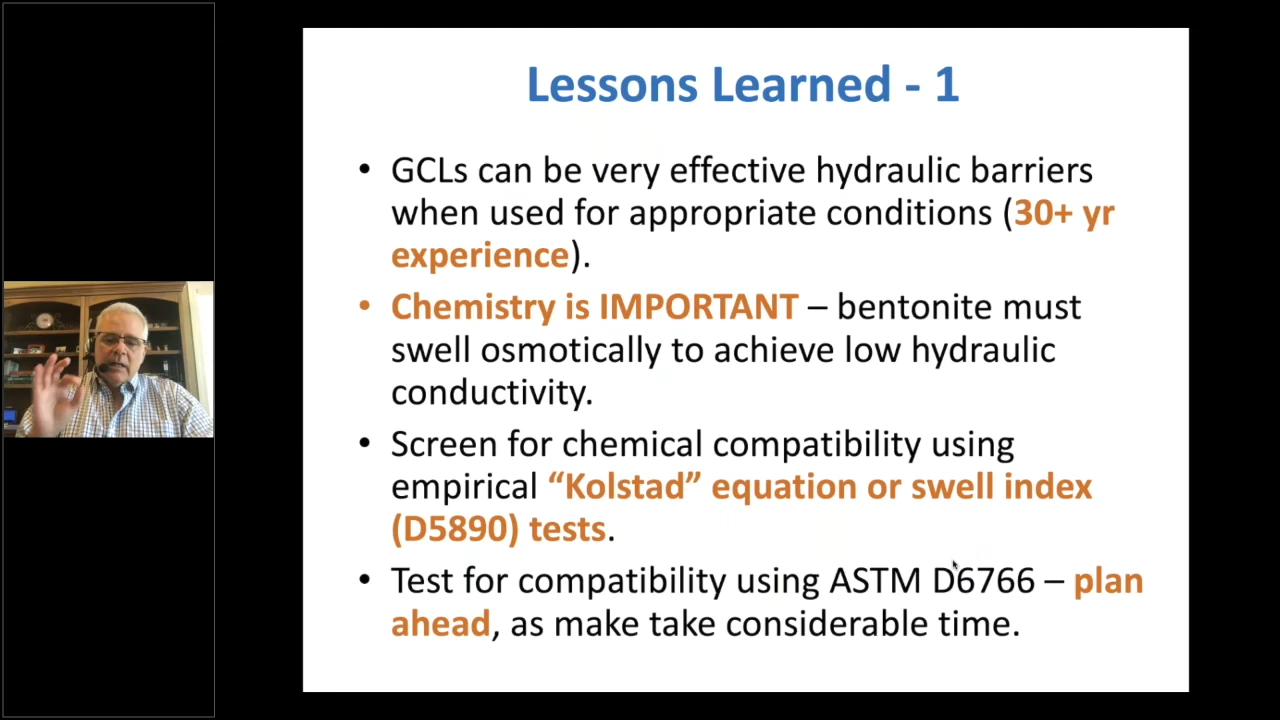 Lessons Learned - 1
• GCLs can be very effective hydraulic barriers
when used for appropriate conditions (30+ yr
experience).
• Chemistry is IMPORTANT – bentonite must
swell osmotically to achieve low hydraulic
conductivity.
• Screen for chemical compatibility using
empirical “Kolstad” equation or swell index
(D5890) tests.
• Test for compatibility using ASTM D6766 – plan
ahead, as make take considerable time.